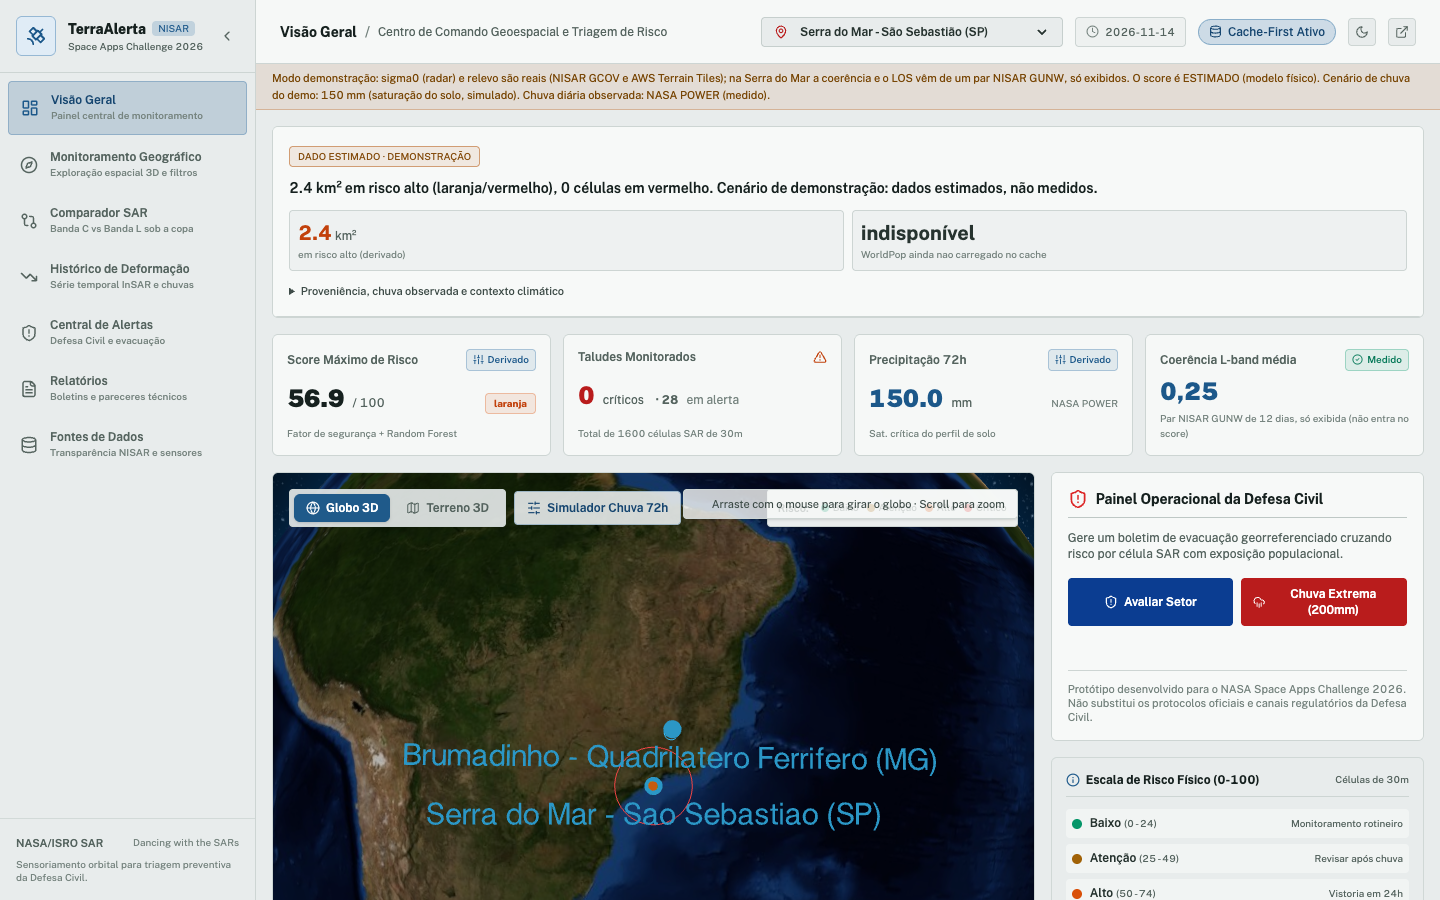 TerraAlerta NISAR
Space Apps Challenge 2026
Visão Geral
Painel central de monitoramento
Monitoramento Geográfico
Exploração espacial 3D e filtros
Comparador SAR
Banda C vs Banda L sob a copa
Histórico de Deformação
Série temporal InSAR e chuvas
Central de Alertas
Defesa Civil e evacuação
Relatórios
Boletins e pareceres técnicos
Fontes de Dados
Transparência NISAR e sensores
NASA/ISRO SAR Dancing with the SARs
Sensoriamento orbital para triagem preventiva
da Defesa Civil.
Visão Geral / Centro de Comando Geoespacial e Triagem de Risco
Serra do Mar - São Sebastião (SP)
2026-11-14
Cache-First Ativo
Modo demonstração: sigma0 (radar) e relevo são reais (NISAR GCOV e AWS Terrain Tiles); na Serra do Mar a coerência e o LOS vêm de um par NISAR GUNW, só exibidos. O score é ESTIMADO (modelo físico). Cenário de chuva
do demo: 150 mm (saturação do solo, simulado). Chuva diária observada: NASA POWER (medido).
DADO ESTIMADO · DEMONSTRAÇÃO
2.4 km² em risco alto (laranja/vermelho), 0 células em vermelho. Cenário de demonstração: dados estimados, não medidos.
2.4 km²
em risco alto (derivado)
indisponível
WorldPop ainda nao carregado no cache
Proveniência, chuva observada e contexto climático
Score Máximo de Risco Derivado
56.9 / 100 laranja
Fator de segurança + Random Forest
Taludes Monitorados
0 críticos · 28 em alerta
Total de 1600 células SAR de 30m
Precipitação 72h Derivado
150.0 mm NASA POWER
Sat. crítica do perfil de solo
Coerência L-band média Medido
0,25
Par NISAR GUNW de 12 dias, só exibida (não entra no
score)
Globo 3D Terreno 3D Simulador Chuva 72h
Arraste com o mouse para girar o globo · Scroll para zoom
Brumadinho - Quadrilatero Ferrifero (MG)
Serra do Mar - Sao Sebastiao (SP)
Painel Operacional da Defesa Civil
Gere um boletim de evacuação georreferenciado cruzando
risco por célula SAR com exposição populacional.
Avaliar Setor
Chuva Extrema
(200mm)
Protótipo desenvolvido para o NASA Space Apps Challenge 2026.
Não substitui os protocolos oficiais e canais regulatórios da Defesa
Civil.
Escala de Risco Físico (0-100) Células de 30m
Baixo (0-24) Monitoramento rotineiro
Atenção (25-49) Revisar após chuva
Alto (50-74) Vistoria em 24h